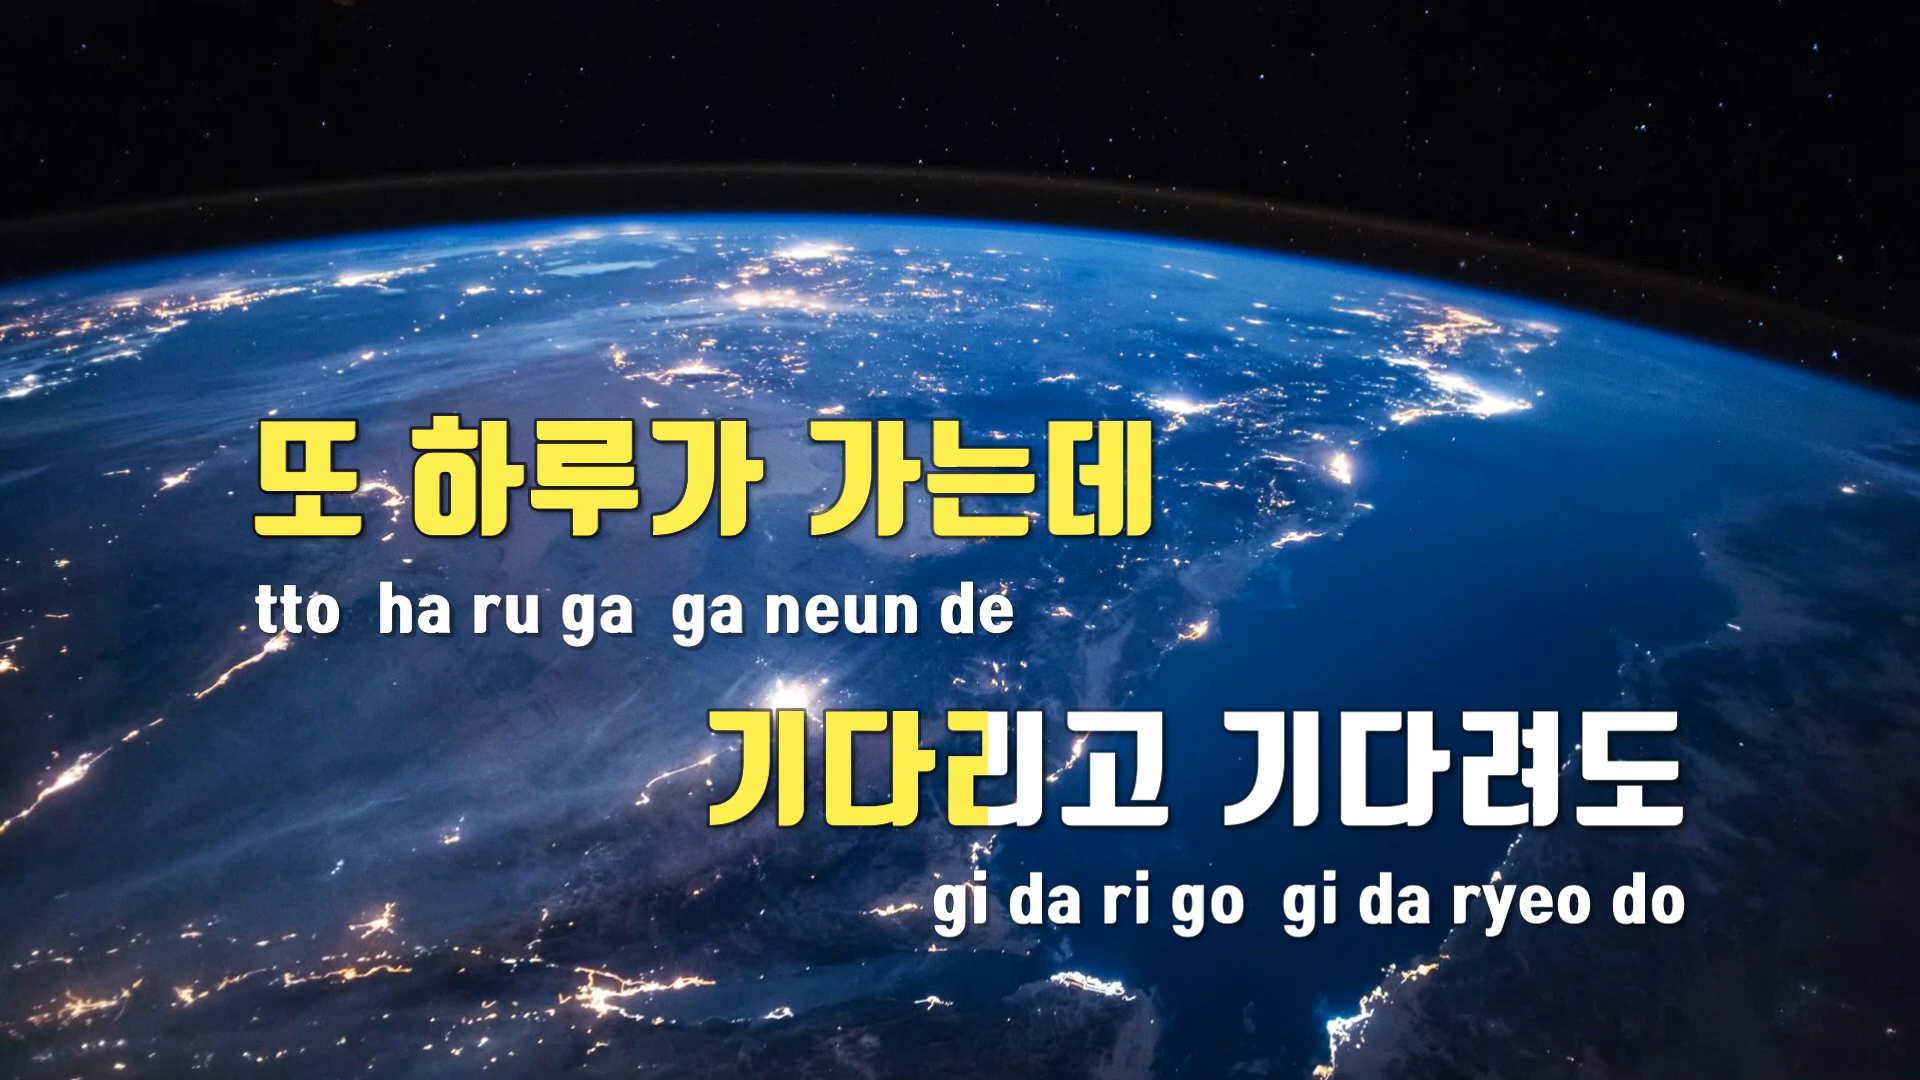 또 하루가 가는데
tto ha ru ga ga neun de
기다리고 기다려도
gi da ri go gi da ryeo do